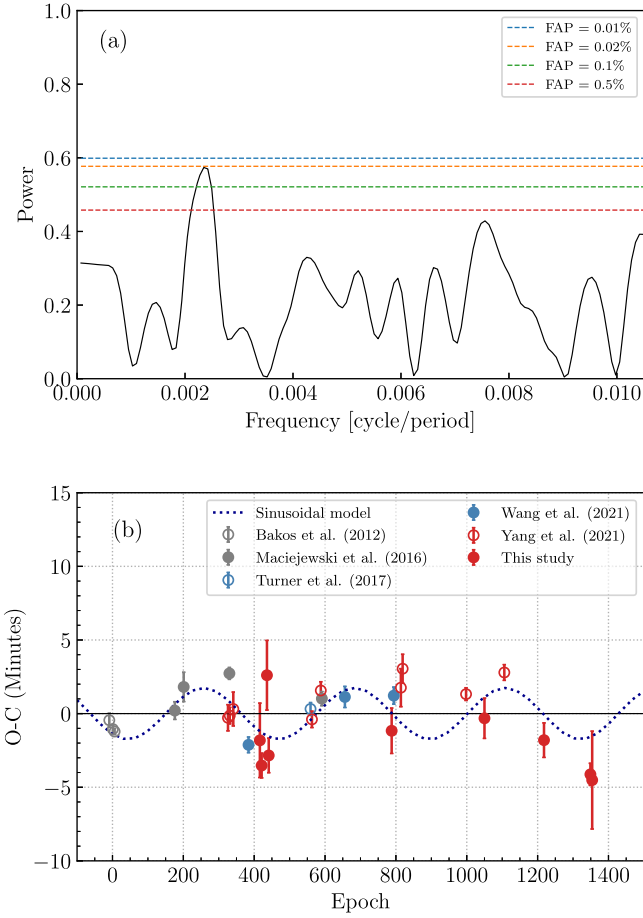 (a)
FAP = 0.01%
FAP = 0.02%
FAP = 0.1%
FAP = 0.5%
1.0
0.8
0.6
0.4
0.2
0.0
Power
0.000
0.002
0.004
0.006
0.008
0.010
Frequency [cycle/period]
(b)
Sinusoidal model
Bakos et al. (2012)
Maciejewski et al. (2016)
Turner et al. (2017)
Wang et al. (2021)
Yang et al. (2021)
This study
15
10
5
0
−5
−10
O-C (Minutes)
0
200
400
600
800
1000
1200
1400
Epoch